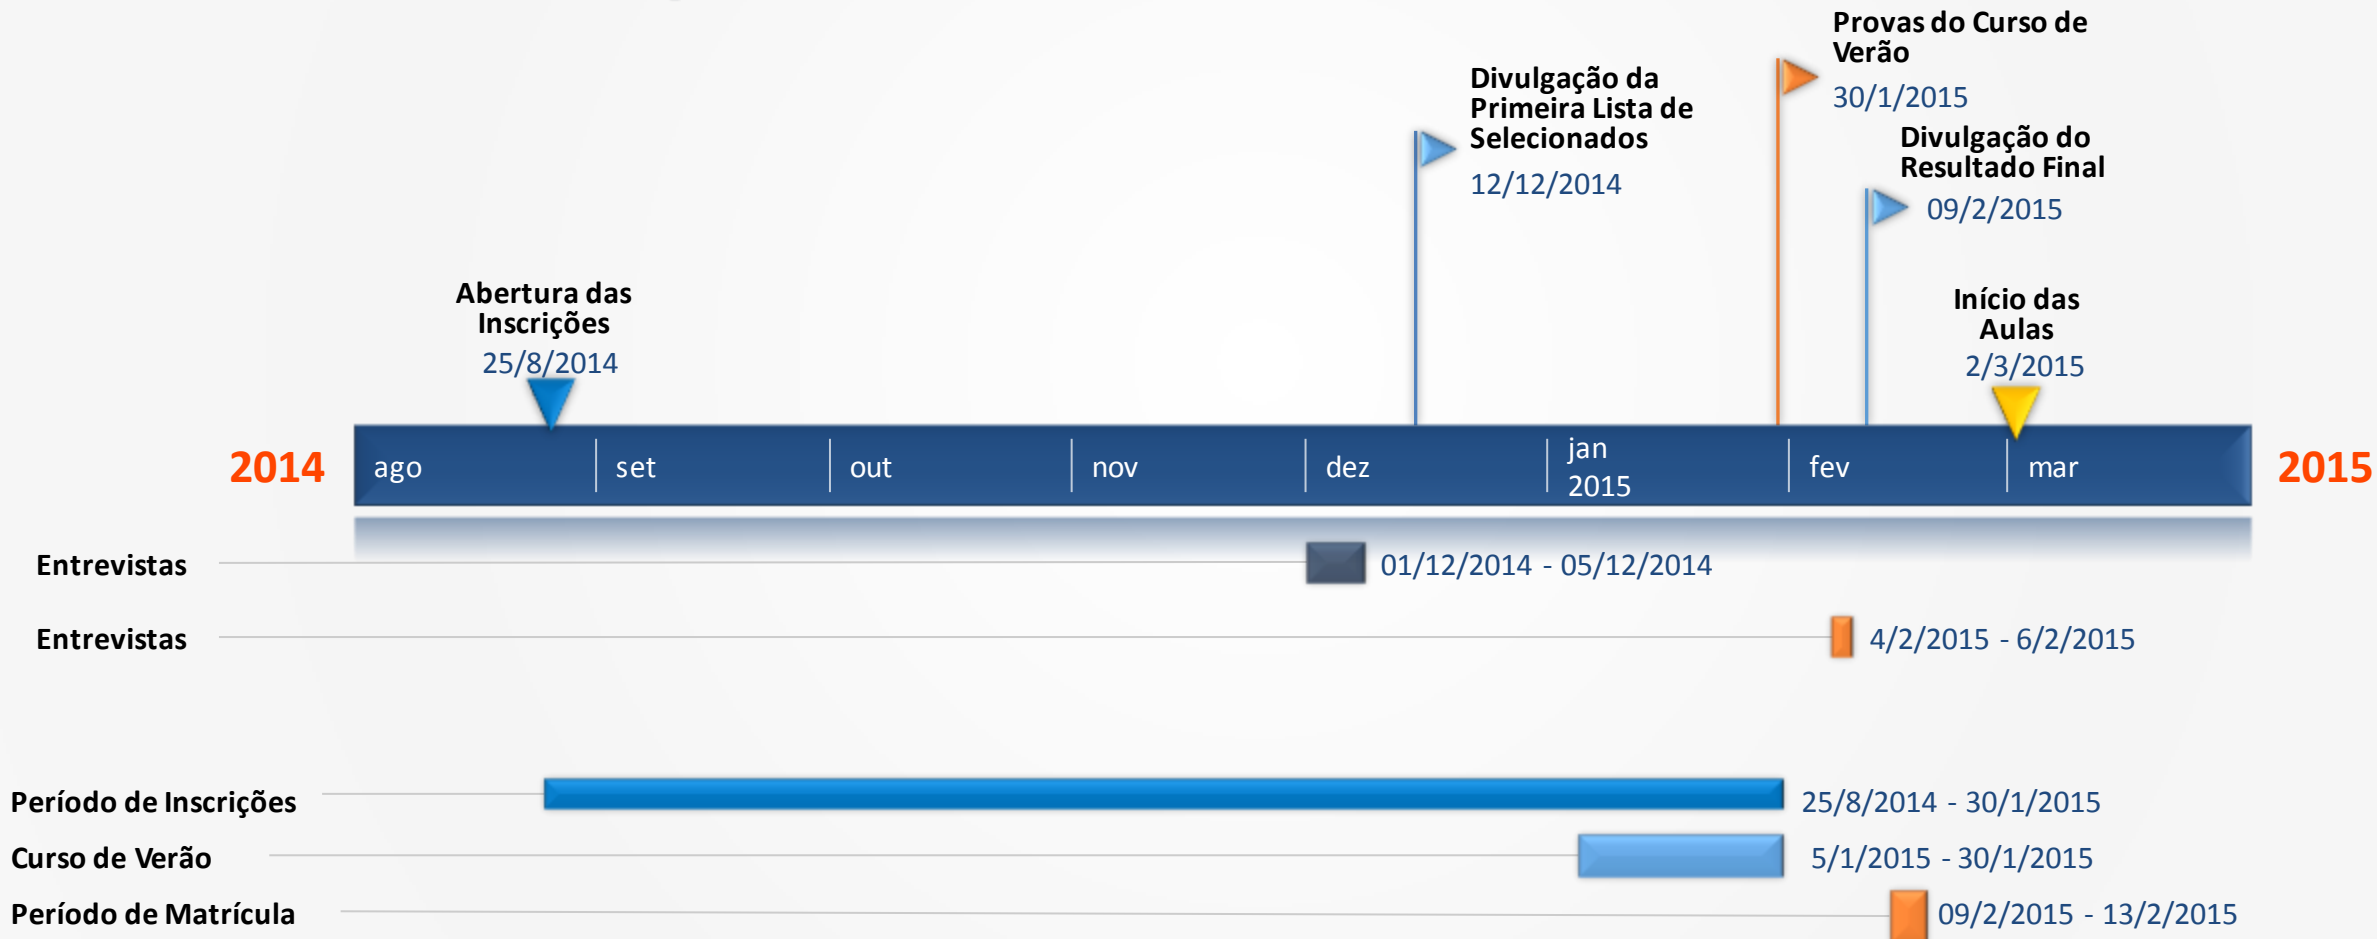 Provas do Curso de
Verão
30/1/2015
Divulgação da
Primeira Lista de
Selecionados
12/12/2014
Divulgação do
Resultado Final
09/2/2015
Abertura das
Inscrições
25/8/2014
Início das
Aulas
2/3/2015
2014 ago set out nov dez jan fev mar 2015
2015
Entrevistas 01/12/2014 - 05/12/2014
Entrevistas 4/2/2015 - 6/2/2015
Período de Inscrições 25/8/2014 - 30/1/2015
Curso de Verão 5/1/2015 - 30/1/2015
Período de Matrícula 09/2/2015 - 13/2/2015